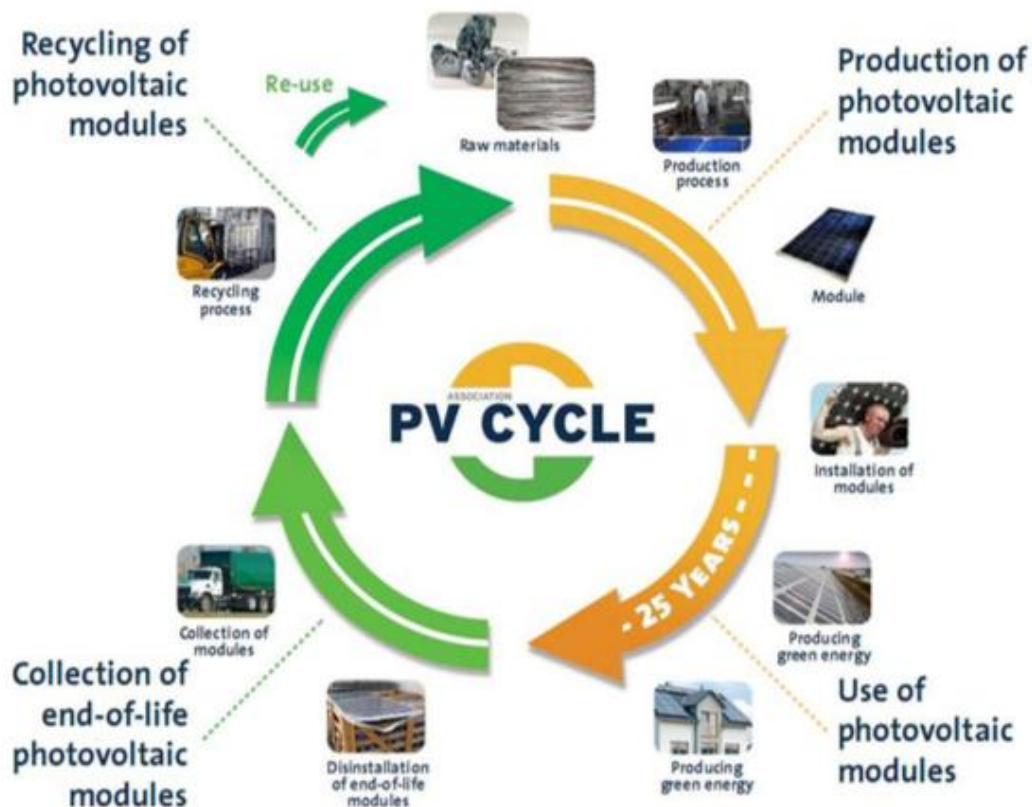 Recycling of
photovoltaic
modules
Re-use
Raw materials
Production
process
Production of
photovoltaic
modules
Module
Recycling
process
ASSOCIATION
PV CYCLE
Installation of
modules
- 25 YEARS - - -
Producing
green energy
Collection of
modules
Collection of
end-of-life
photovoltaic
modules
Disinstallation
of end-of-life
modules
Producing
green energy
Use of
photovoltaic
modules